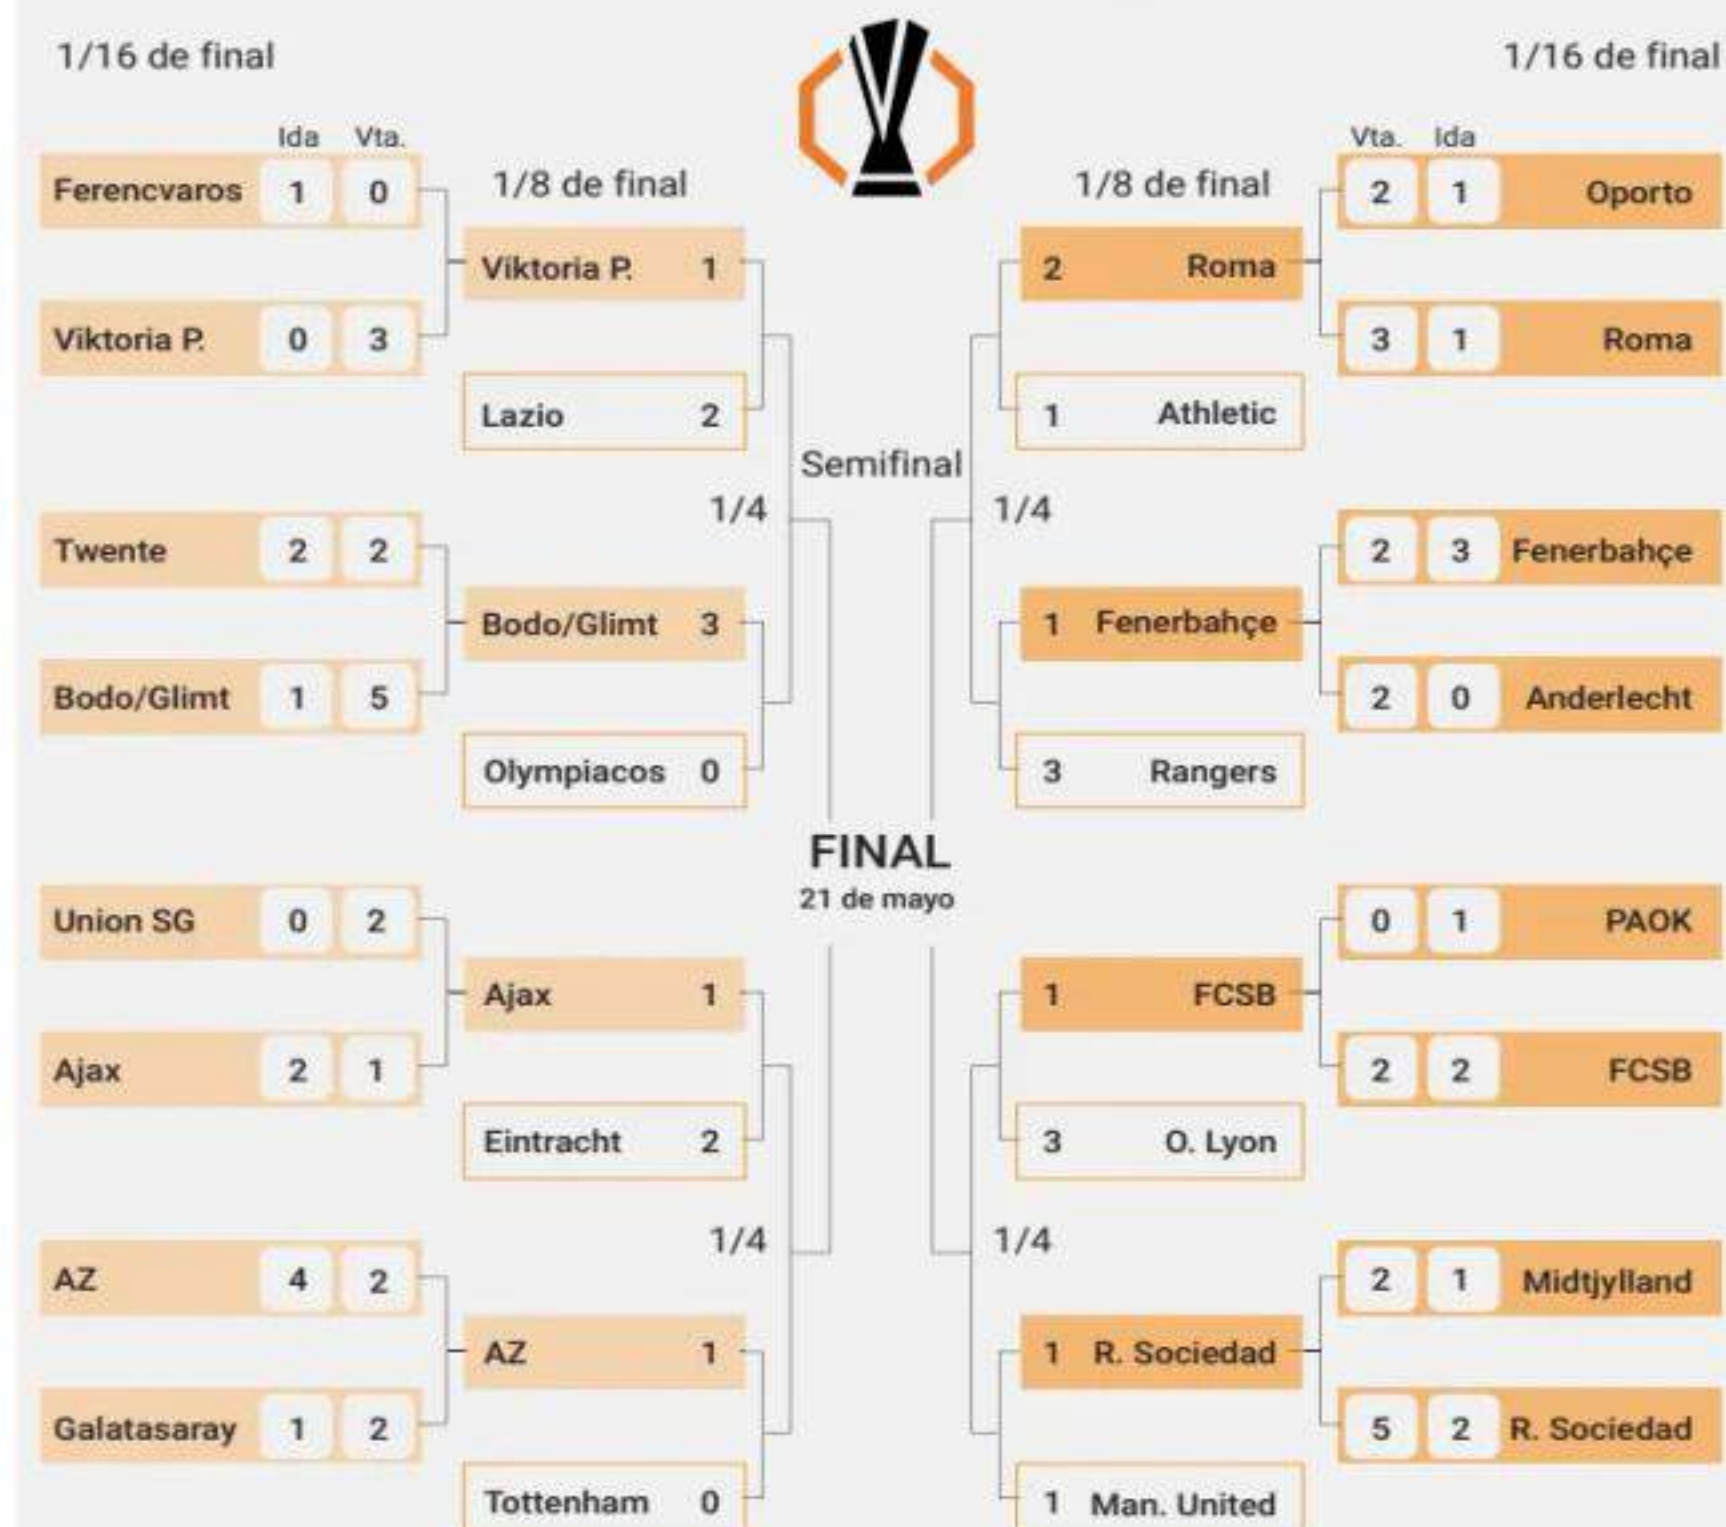 1/16 de final
1/16 de final
Ida Vta.
Vta. Ida
Ferencvaros 1 0
1/8 de final
1/8 de final
2 1 Oporto
Viktoria P. 1
2 Roma
Viktoria P. 0 3
3 1 Roma
Lazio 2
1 Athletic
Semifinal
1/4
1/4
Twente 2 2
2 3 Fenerbahçe
Bodo/Glimt 3
1 Fenerbahçe
Bodo/Glimt 1 5
2 0 Anderlecht
Olympiacos 0
3 Rangers
FINAL
21 de mayo
Union SG 0 2
0 1 PAOK
Ajax 1
1 FCSB
Ajax 2 1
2 2 FCSB
Eintracht 2
3 O. Lyon
1/4
1/4
AZ 4 2
2 1 Midtjylland
AZ 1
1 R. Sociedad
Galatasaray 1 2
5 2 R. Sociedad
Tottenham 0
1 Man. United